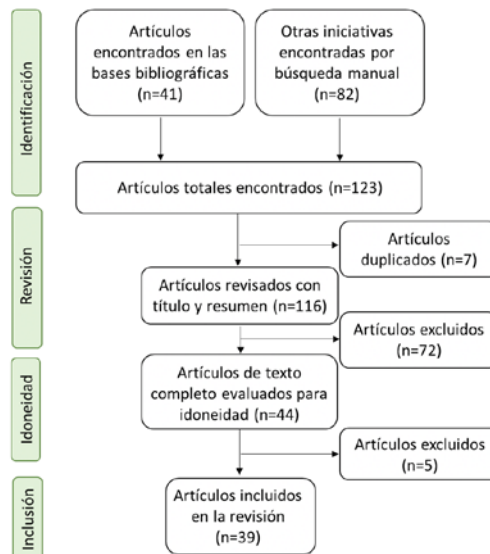 Identificación
Artículos
encontrados en las
bases bibliográficas
(n=41)
Otras iniciativas
encontradas por
búsqueda manual
(n=82)
Artículos totales encontrados (n=123)
Revisión
Artículos
duplicados (n=7)
Artículos revisados con
título y resumen (n=116)
Artículos excluidos
(n=72)
Idoneidad
Artículos de texto
completo evaluados para
idoneidad (n=44)
Artículos excluidos
(n=5)
Inclusión
Artículos incluidos
en la revisión
(n=39)